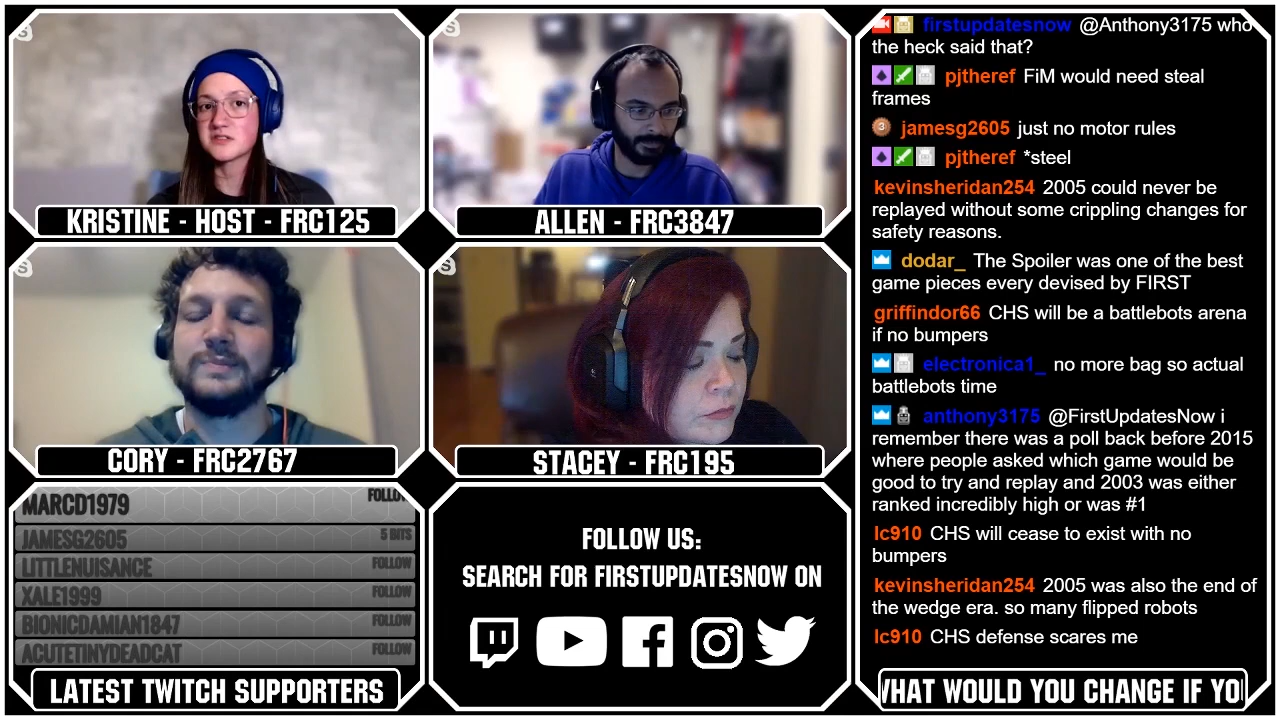 KRISTINE - HOST - FRC125
ALLEN - FRC3847
CORY - FRC2767
STACEY - FRC195
MARCD1979 FOLLOW
JAMESG2605 5 BITS
LITTLENUISANCE FOLLOW
XALE1999 FOLLOW
BIONICDAMIAN1847 FOLLOW
ACUTETINYDEADCAT FOLLOW
LATEST TWITCH SUPPORTERS
FOLLOW US:
SEARCH FOR FIRSTUPDATESNOW ON
firstupdatesnow @Anthony3175 who
the heck said that?
pjtheref FiM would need steal
frames
3 jamesg2605 just no motor rules
pjtheref *steel
kevinsheridan254 2005 could never be
replayed without some crippling changes for
safety reasons.
dodar_ The Spoiler was one of the best
game pieces every devised by FIRST
griffindor66 CHS will be a battlebots arena
if no bumpers
electronica1_ no more bag so actual
battlebots time
anthony3175 @FirstUpdatesNow i
remember there was a poll back before 2015
where people asked which game would be
good to try and replay and 2003 was either
ranked incredibly high or was #1
lc910 CHS will cease to exist with no
bumpers
kevinsheridan254 2005 was also the end of
the wedge era. so many flipped robots
lc910 CHS defense scares me
WHAT WOULD YOU CHANGE IF YOU